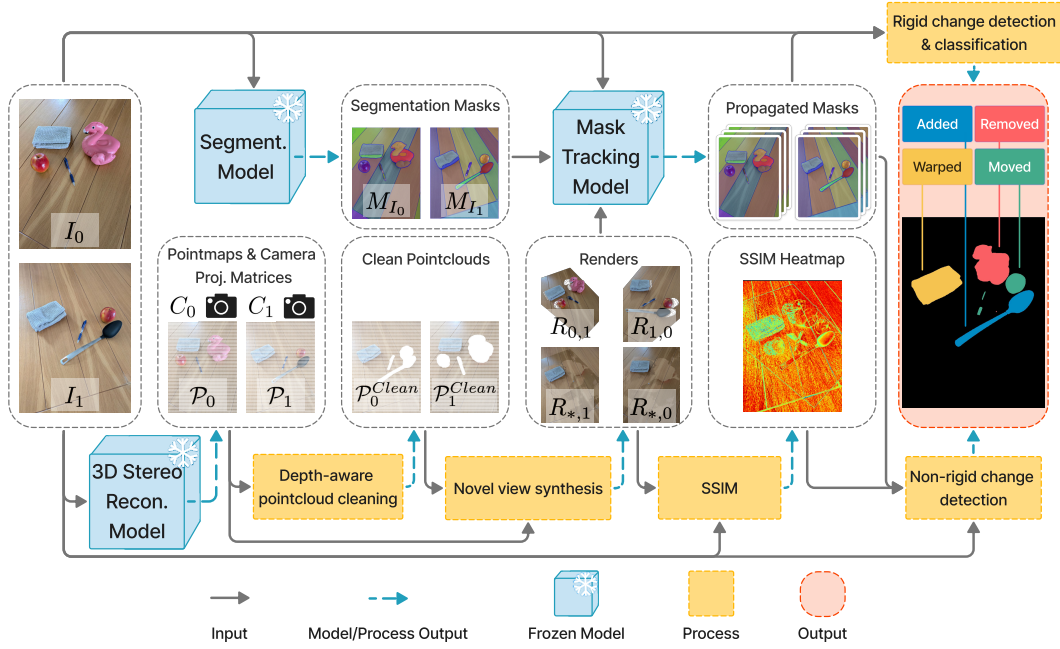 Rigid change detection
& classification
Segment.
Model
Segmentation Masks
M_{I_0}
M_{I_1}
Mask
Tracking
Model
Propagated Masks
Added
Removed
Warped
Moved
I_0
I_1
Pointmaps & Camera
Proj. Matrices
C_0
C_1
P_0
P_1
Clean Pointclouds
P_0^{Clean}
P_1^{Clean}
Renders
R_{0,1}
R_{1,0}
R_{*,1}
R_{*,0}
SSIM Heatmap
3D Stereo
Recon.
Model
Depth-aware
pointcloud cleaning
Novel view synthesis
SSIM
Non-rigid change
detection
Input
Model/Process Output
Frozen Model
Process
Output